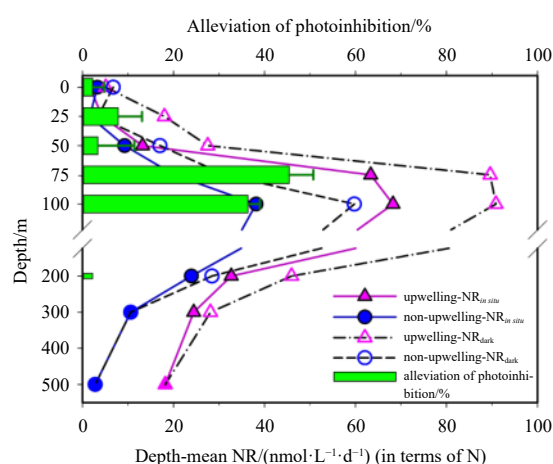 Alleviation of photoinhibition/%
0 20 40 60 80 100
0
25
50
75
100
200
300
400
500
Depth/m
upwelling-NRin situ
non-upwelling-NRin situ
upwelling-NRdark
non-upwelling-NRdark
alleviation of photoinhi-
bition/%
0 20 40 60 80 100
Depth-mean NR/(nmol·L⁻¹·d⁻¹) (in terms of N)